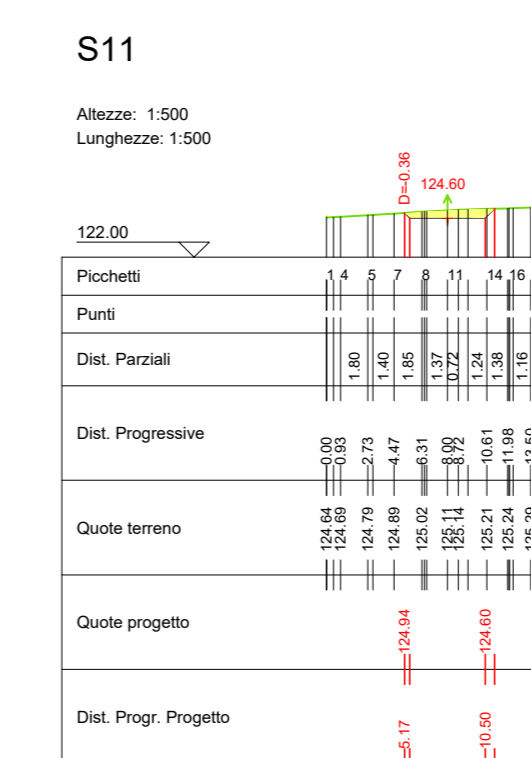 S11
Altezze: 1:500
Lunghezze: 1:500
D=-0.36
124.60
122.00
Picchetti 1 4 5 7 8 11 14 16
Punti
Dist. Parziali 1.80 1.40 1.85 1.37 0.72 1.24 1.38 1.16
Dist. Progressive 0.00 0.93 2.73 4.47 6.31 8.00 8.72 10.61 11.98 13.50
Quote terreno 124.64 124.69 124.79 124.89 125.02 125.11 125.14 125.21 125.24
Quote progetto 124.94 124.60
Dist. Progr. Progetto 5.17 10.50